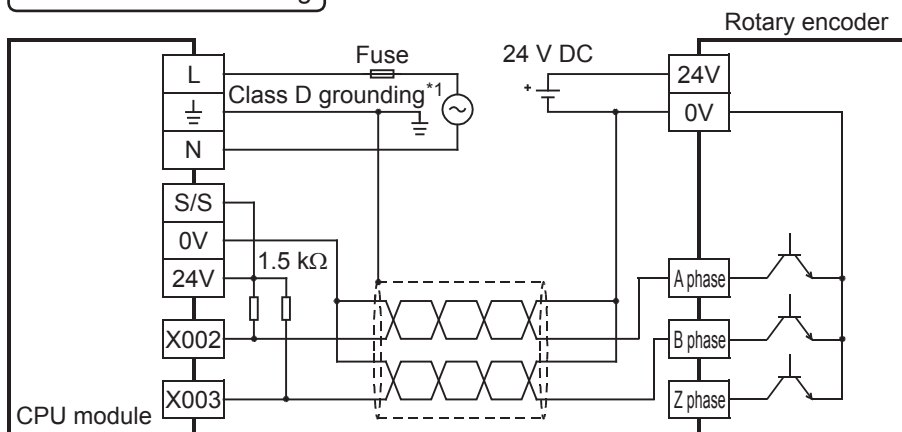 g
Rotary encoder
L
Fuse
24 V DC
24V
Class D grounding*1
+
0V
N
S/S
0V
1.5 kΩ
24V
A phase
X002
B phase
X003
Z phase
CPU module